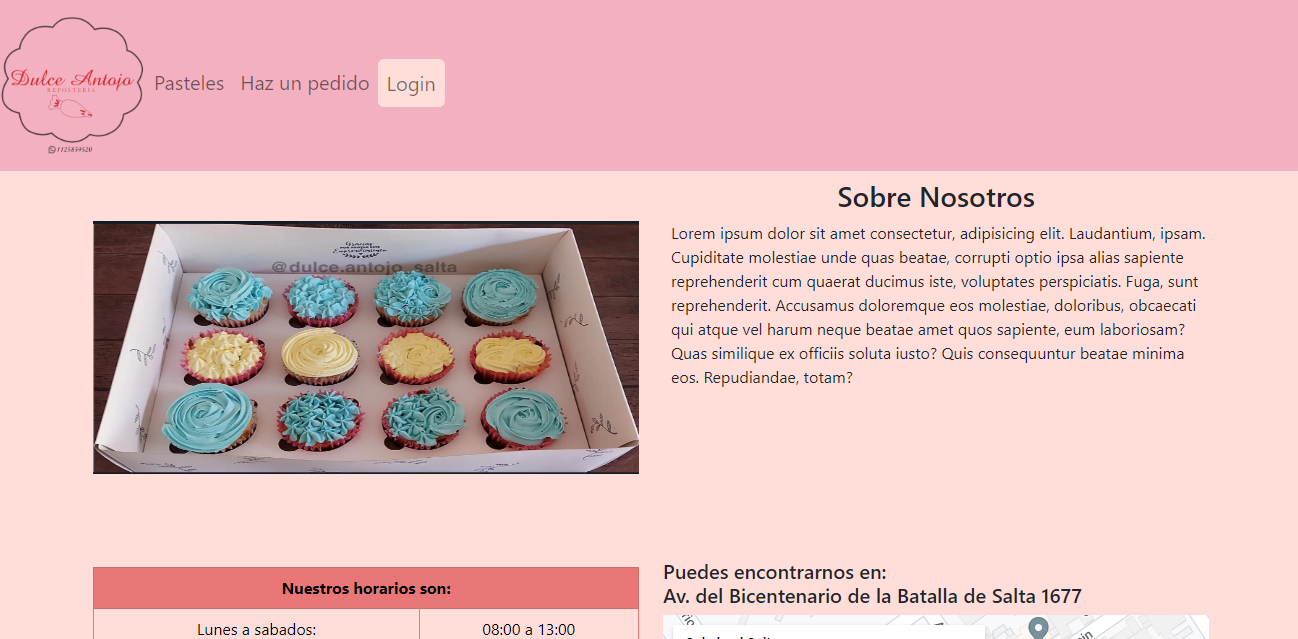 Dulce Antojo
REPOSTERIA
1125859520
Pasteles
Haz un pedido
Login
@dulce.antojo_salta
Sobre Nosotros
Lorem ipsum dolor sit amet consectetur, adipisicing elit. Laudantium, ipsam.
Cupiditate molestiae unde quas beatae, corrupti optio ipsa alias sapiente
reprehenderit cum quaerat ducimus iste, voluptates perspiciatis. Fuga, sunt
reprehenderit. Accusamus doloremque eos molestiae, doloribus, obcaecati
qui atque vel harum neque beatae amet quos sapiente, eum laboriosam?
Quas similique ex officiis soluta iusto? Quis consequuntur beatae minima
eos. Repudiandae, totam?
Nuestros horarios son:
Lunes a sabados:
08:00 a 13:00
Puedes encontrarnos en:
Av. del Bicentenario de la Batalla de Salta 1677